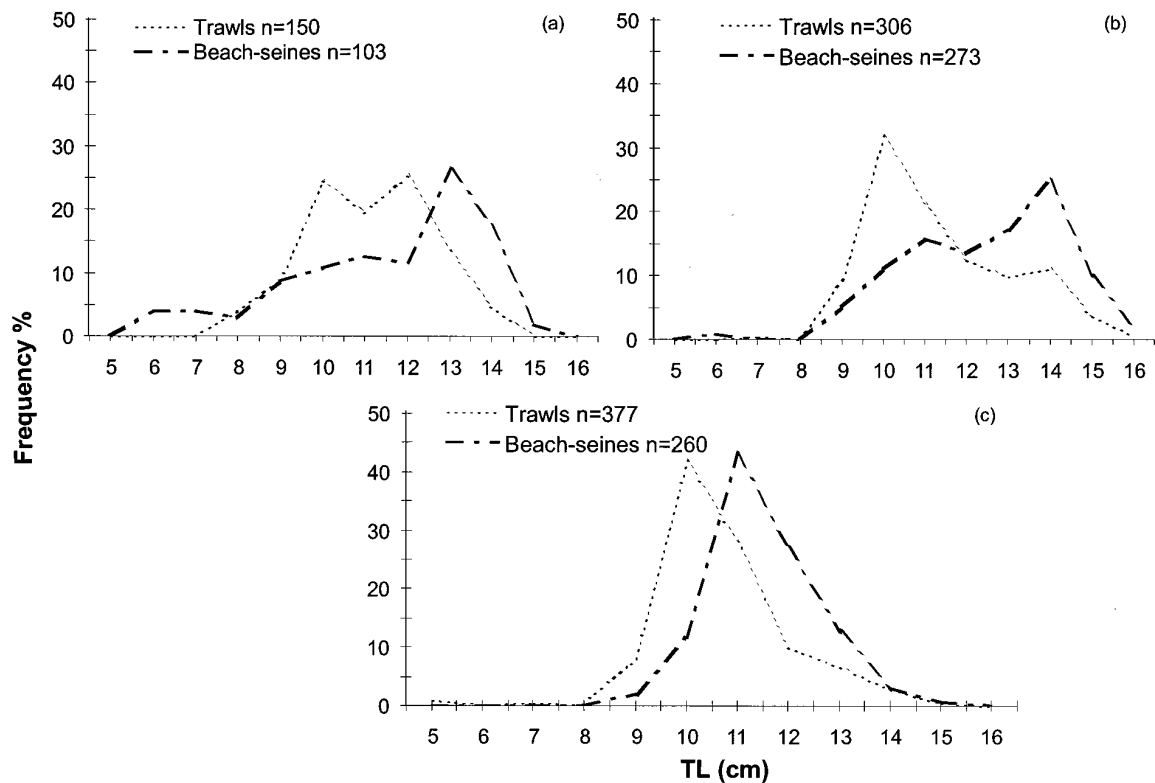 50
40
30
20
10
0
Trawls n=150
Beach-seines n=103
(a)
5 6 7 8 9 10 11 12 13 14 15 16
50
40
30
20
10
0
Trawls n=306
Beach-seines n=273
(b)
5 6 7 8 9 10 11 12 13 14 15 16
Frequency %
50
40
30
20
10
0
Trawls n=377
Beach-seines n=260
(c)
5 6 7 8 9 10 11 12 13 14 15 16
TL (cm)